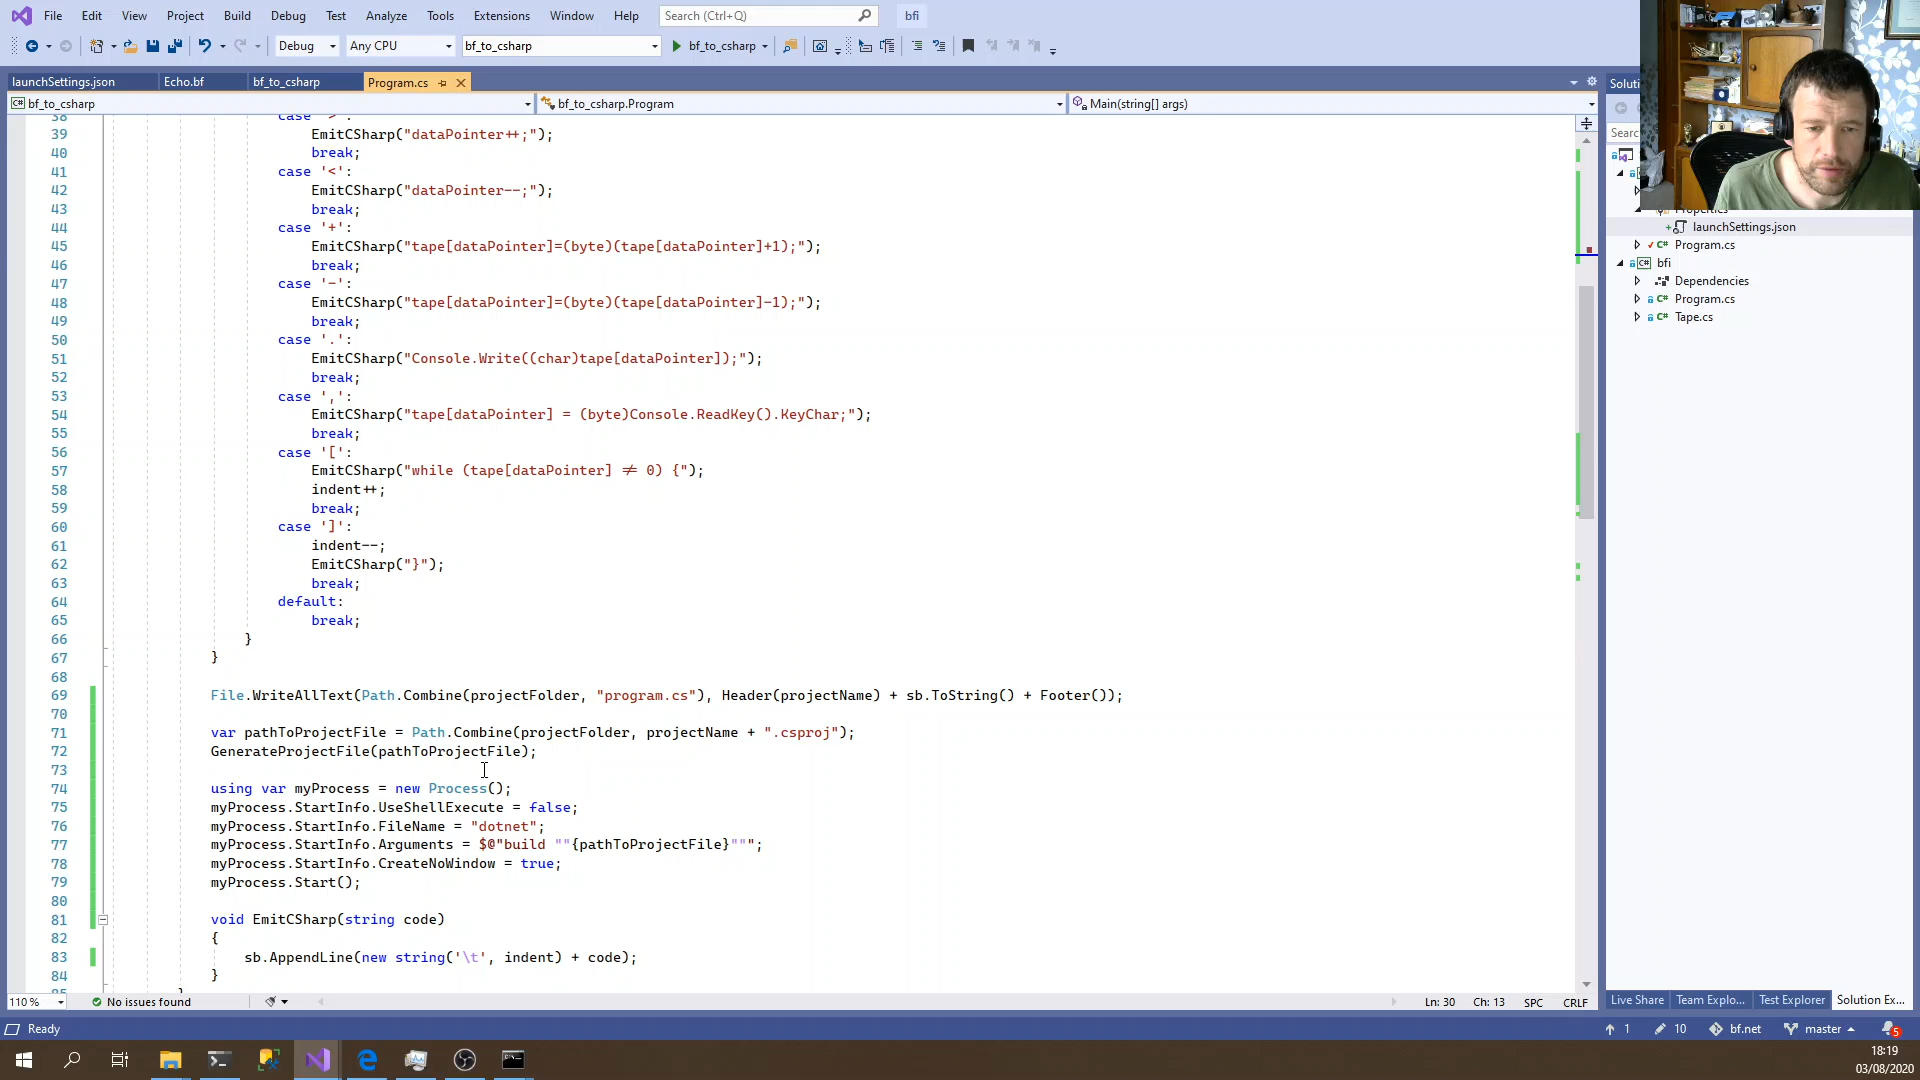 File Edit View Project Build Debug Test Analyze Tools Extensions Window Help Search (Ctrl+Q) bfi
Debug Any CPU bf_to_csharp bf_to_csharp
launchSettings.json Echo.bf bf_to_csharp Program.cs
bf_to_csharp bf_to_csharp.Program Main(string[] args)
38 case '>':
39 EmitCSharp("dataPointer++;");
40 break;
41 case '<':
42 EmitCSharp("dataPointer--;");
43 break;
44 case '+':
45 EmitCSharp("tape[dataPointer]=(byte)(tape[dataPointer]+1);");
46 break;
47 case '-':
48 EmitCSharp("tape[dataPointer]=(byte)(tape[dataPointer]-1);");
49 break;
50 case '.':
51 EmitCSharp("Console.Write((char)tape[dataPointer]);");
52 break;
53 case ',':
54 EmitCSharp("tape[dataPointer] = (byte)Console.ReadKey().KeyChar;");
55 break;
56 case '[':
57 EmitCSharp("while (tape[dataPointer] ≠ 0) {");
58 indent++;
59 break;
60 case ']':
61 indent--;
62 EmitCSharp("}");
63 break;
64 default:
65 break;
66 }
67 }
68
69 File.WriteAllText(Path.Combine(projectFolder, "program.cs"), Header(projectName) + sb.ToString() + Footer());
70
71 var pathToProjectFile = Path.Combine(projectFolder, projectName + ".csproj");
72 GenerateProjectFile(pathToProjectFile);
73
74 using var myProcess = new Process();
75 myProcess.StartInfo.UseShellExecute = false;
76 myProcess.StartInfo.FileName = "dotnet";
77 myProcess.StartInfo.Arguments = $@"build ""{pathToProjectFile}""";
78 myProcess.StartInfo.CreateNoWindow = true;
79 myProcess.Start();
80
81 void EmitCSharp(string code)
82 {
83 sb.AppendLine(new string('\t', indent) + code);
84 }
110 % No issues found Ln: 30 Ch: 13 SPC CRLF
Soluti
Searc
Properties
launchSettings.json
C# Program.cs
C# bfi
Dependencies
C# Program.cs
C# Tape.cs
Live Share Team Explo... Test Explorer Solution Ex...
Ready 1 10 bf.net master 5
18:19
03/08/2020